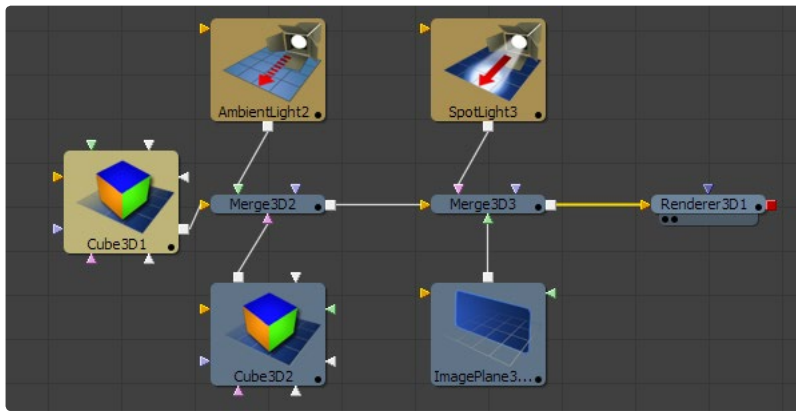 AmbientLight2
SpotLight3
Cube3D1
Merge3D2
Merge3D3
Renderer3D1
Cube3D2
ImagePlane3...